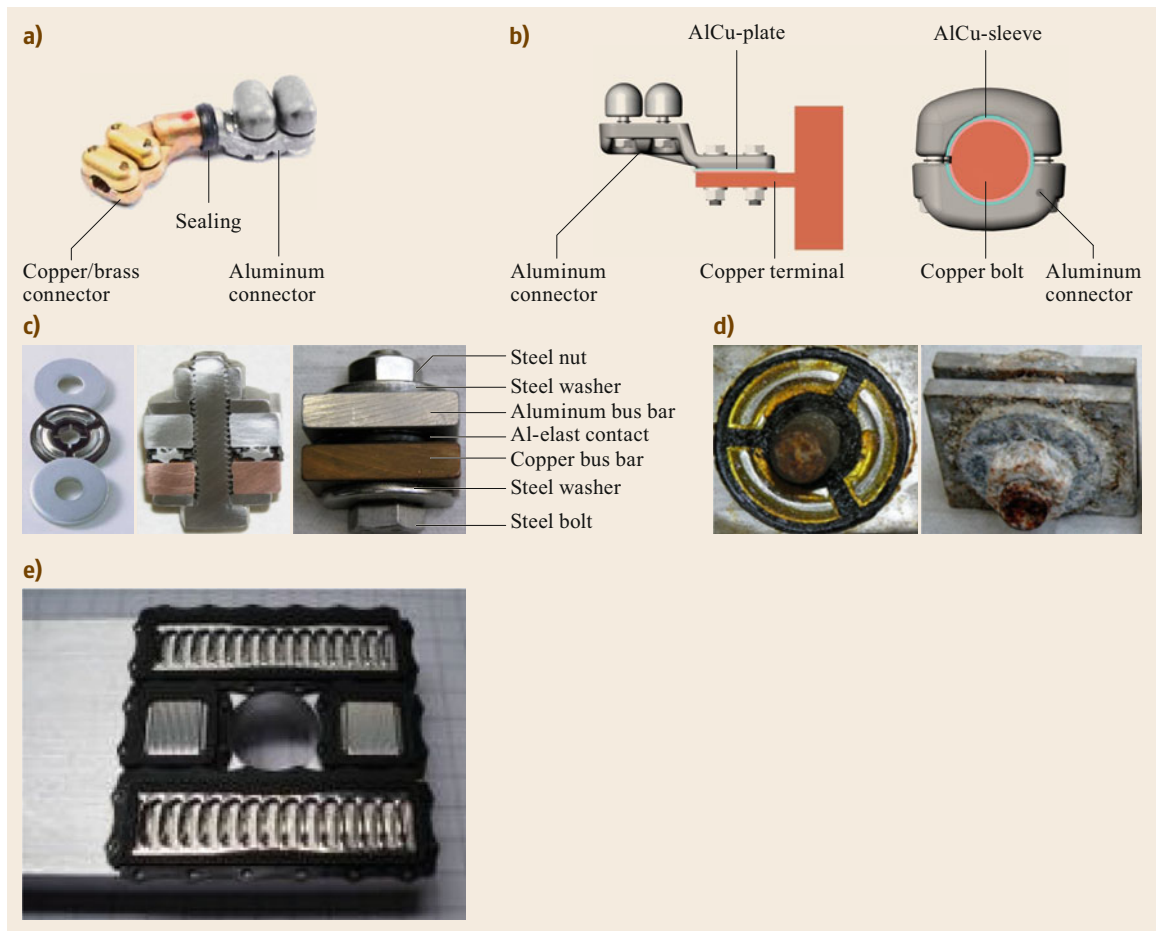 a)
Sealing
Copper/brass
connector
Aluminum
connector
b)
AlCu-plate
AlCu-sleeve
Aluminum
connector
Copper terminal
Copper bolt
Aluminum
connector
c)
Steel nut
Steel washer
Aluminum bus bar
Al-elast contact
Copper bus bar
Steel washer
Steel bolt
d)
e)